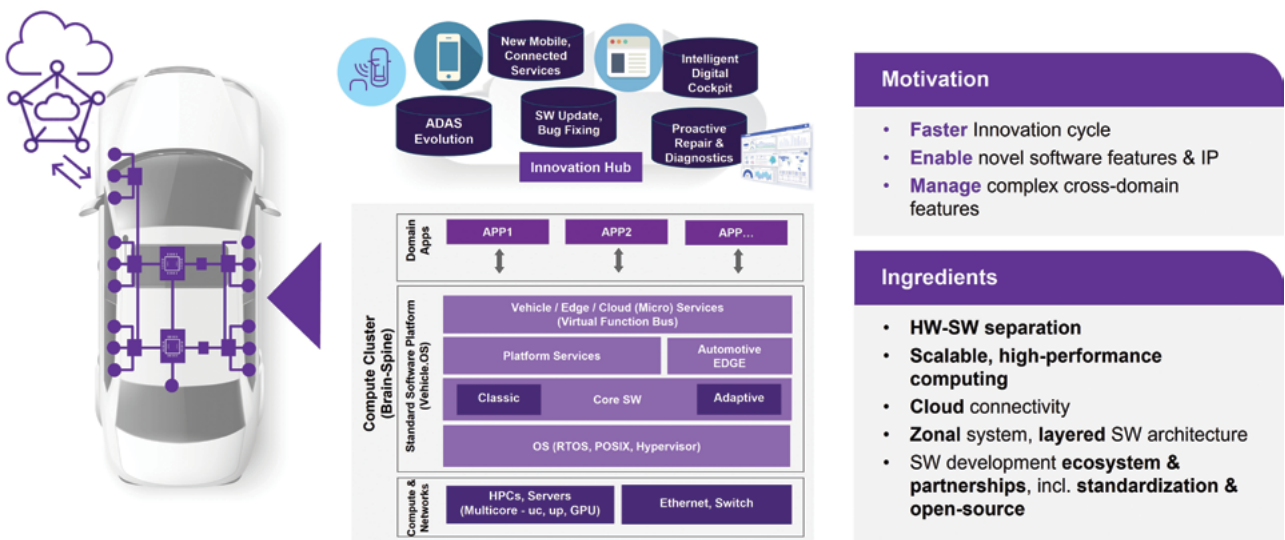 New Mobile,
Connected
Services
Intelligent
Digital
Cockpit
ADAS
Evolution
SW Update,
Bug Fixing
Proactive
Repair &
Diagnostics
Innovation Hub
Compute Cluster
(Brain-Spine)
Domain
Apps
APP1
APP2
APP...
Standard Software Platform
(Vehicle.OS)
Vehicle / Edge / Cloud (Micro) Services
(Virtual Function Bus)
Platform Services
Automotive
EDGE
Classic
Core SW
Adaptive
OS (RTOS, POSIX, Hypervisor)
Compute &
Networks
HPCs, Servers
(Multicore - uc, up, GPU)
Ethernet, Switch
Motivation
• Faster Innovation cycle
• Enable novel software features & IP
• Manage complex cross-domain
features
Ingredients
• HW-SW separation
• Scalable, high-performance
computing
• Cloud connectivity
• Zonal system, layered SW architecture
• SW development ecosystem &
partnerships, incl. standardization &
open-source